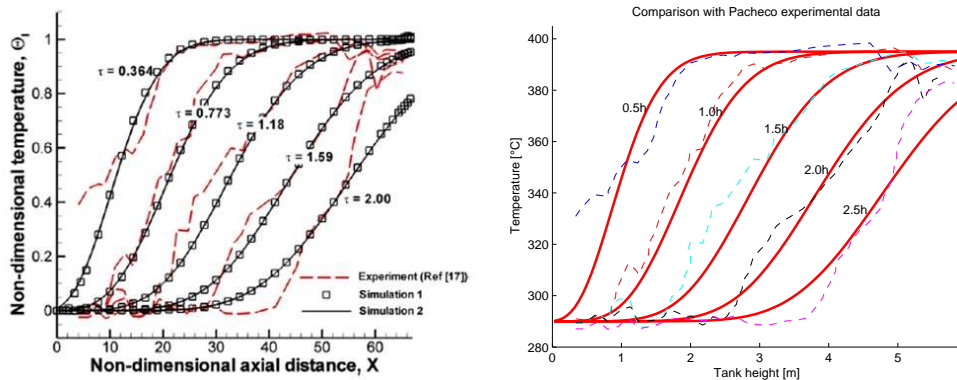 Non-dimensional temperature, Θl
1
0.8
0.6
0.4
0.2
0
τ = 0.364
τ = 0.773
τ = 1.18
τ = 1.59
τ = 2.00
Experiment (Ref [17])
Simulation 1
Simulation 2
0 10 20 30 40 50 60
Non-dimensional axial distance, X
Comparison with Pacheco experimental data
Temperature [°C]
400
380
360
340
320
300
280
0.5h
1.0h
1.5h
2.0h
2.5h
0 1 2 3 4 5
Tank height [m]